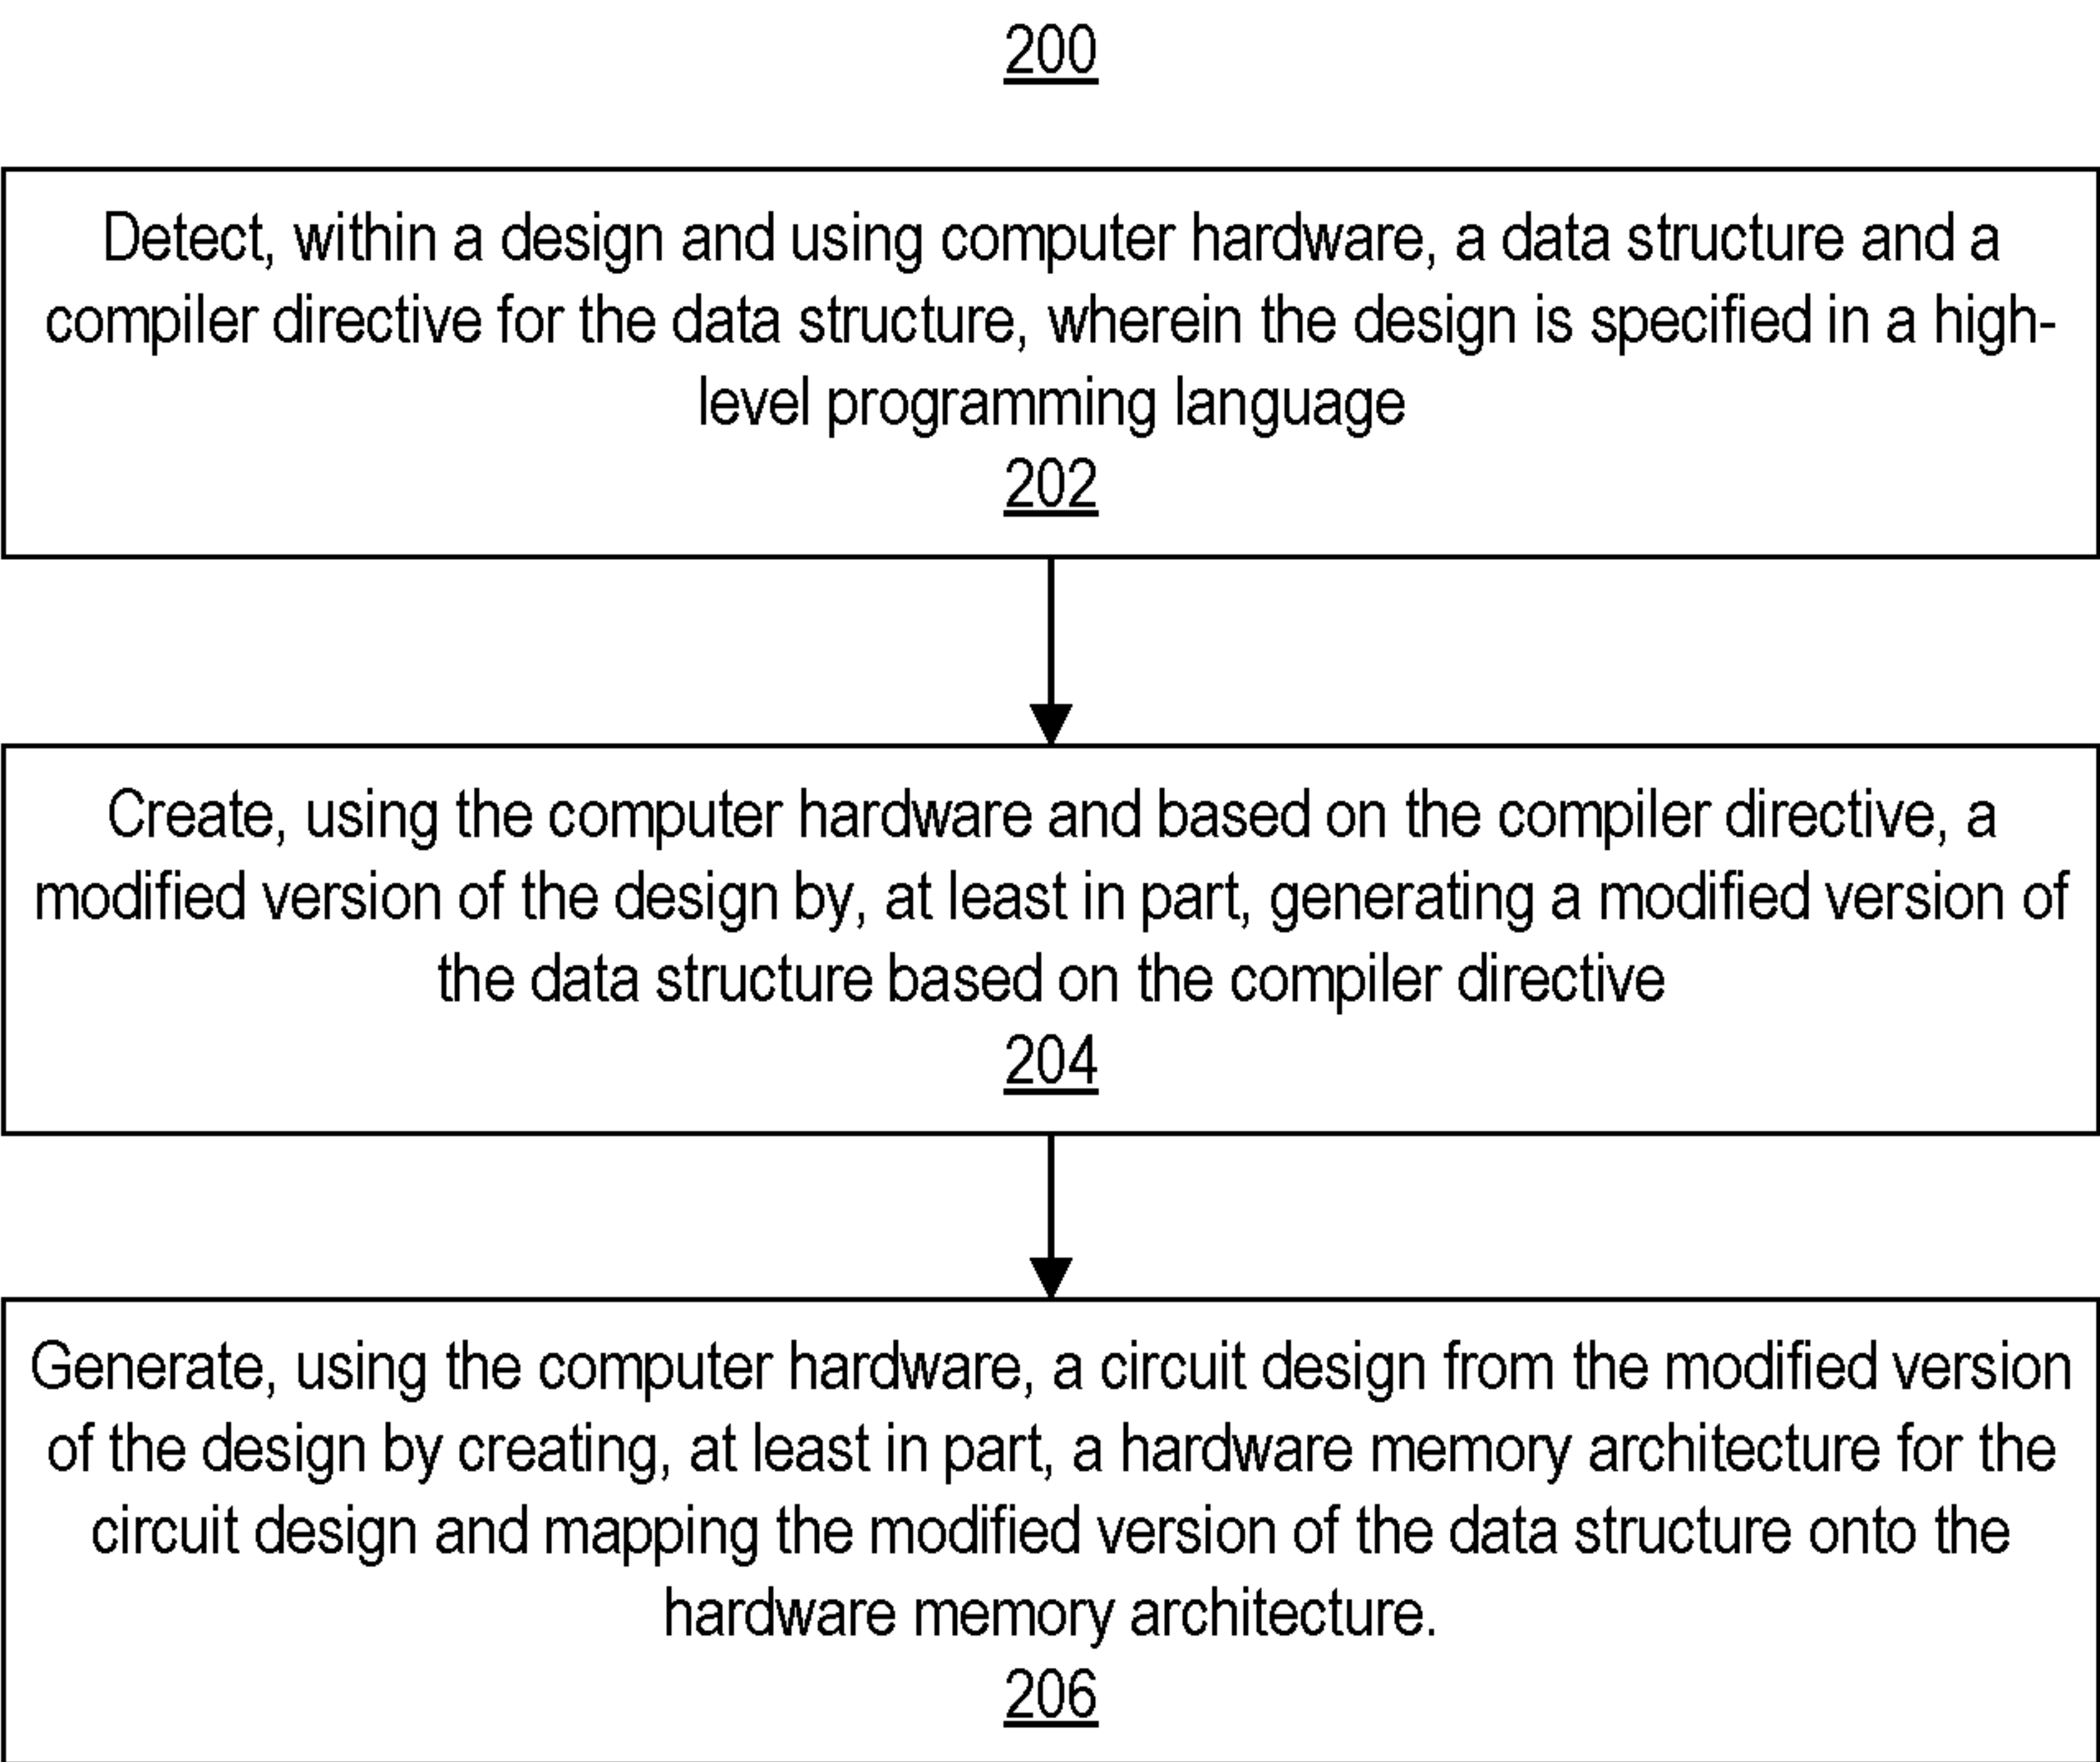 200
Detect, within a design and using computer hardware, a data structure and a
compiler directive for the data structure, wherein the design is specified in a high-
level programming language
202
Create, using the computer hardware and based on the compiler directive, a
modified version of the design by, at least in part, generating a modified version of
the data structure based on the compiler directive
204
Generate, using the computer hardware, a circuit design from the modified version
of the design by creating, at least in part, a hardware memory architecture for the
circuit design and mapping the modified version of the data structure onto the
hardware memory architecture.
206